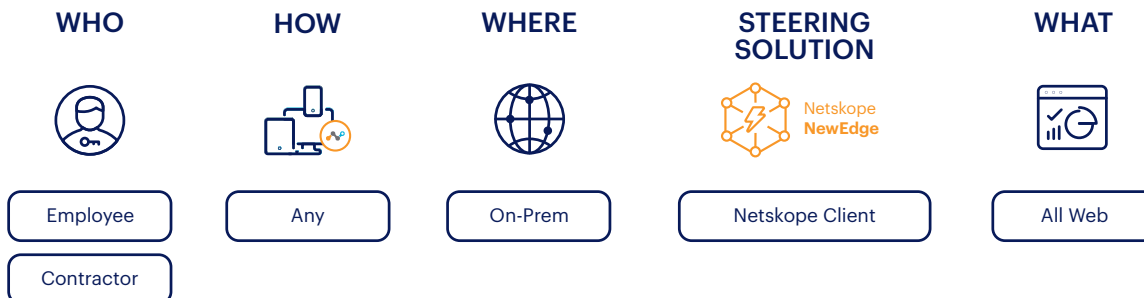 WHO
HOW
WHERE
STEERING
SOLUTION
WHAT
Netskope
NewEdge
Employee
Any
On-Prem
Netskope Client
All Web
Contractor